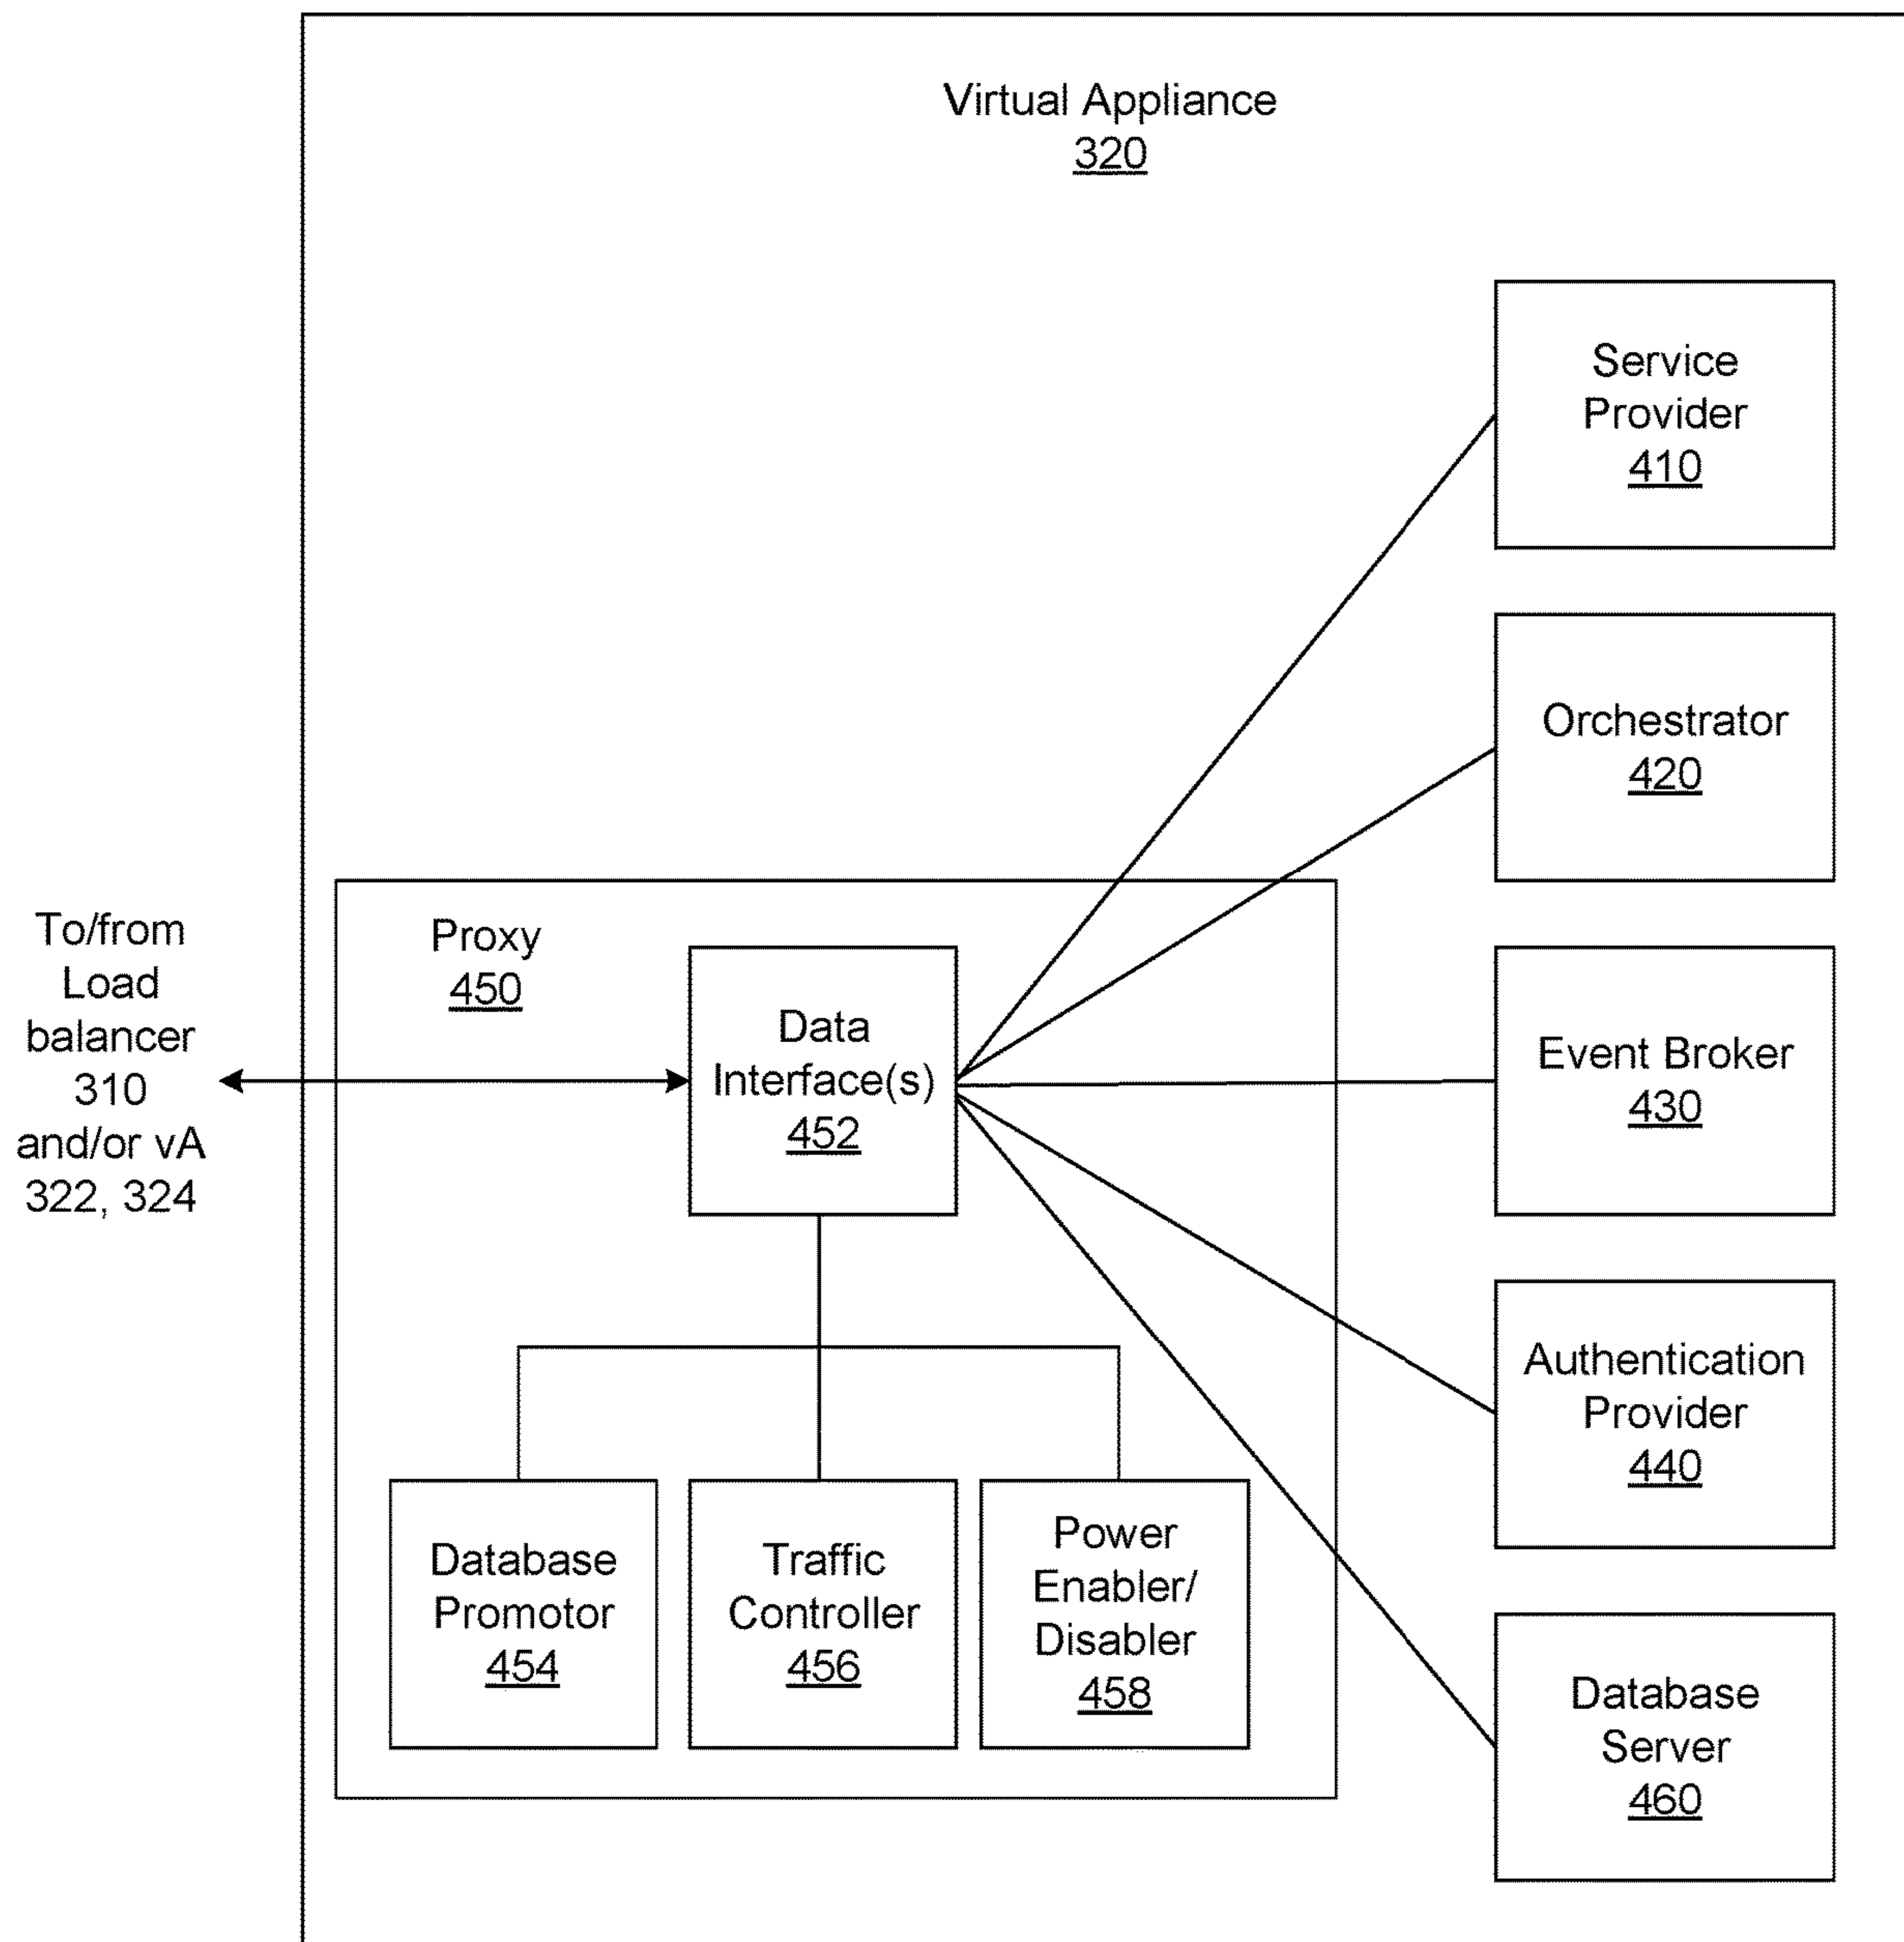 Virtual Appliance
320
Service
Provider
410
Orchestrator
420
To/from
Load
balancer
310
and/or vA
322, 324
Proxy
450
Data
Interface(s)
452
Event Broker
430
Authentication
Provider
440
Database
Promotor
454
Traffic
Controller
456
Power
Enabler/
Disabler
458
Database
Server
460